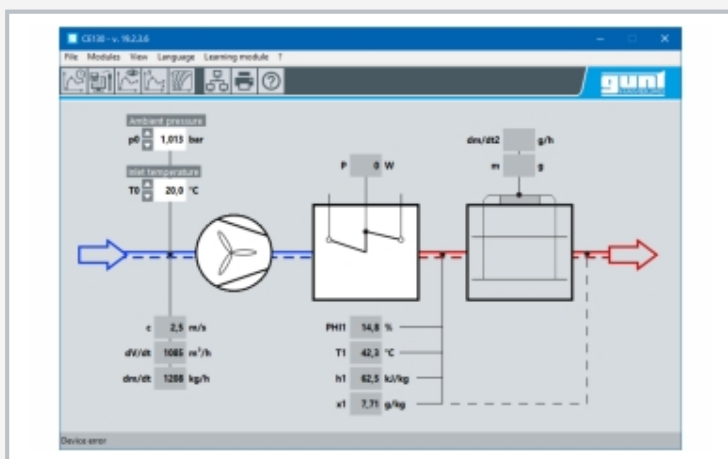 CE130 - v. 16.2.3.6
File Modules View Language Learning module ?
gunt
Ambient pressure
p0 1,013 bar
Inlet temperature
T0 20,0 °C
P 0 W
dm/dt2 g/h
m g
c 2,5 m/s
dV/dt 1085 m³/h
dm/dt 1288 kg/h
PHI1 14,8 %
T1 42,3 °C
h1 62,5 kJ/kg
x1 7,71 g/kg
Device error